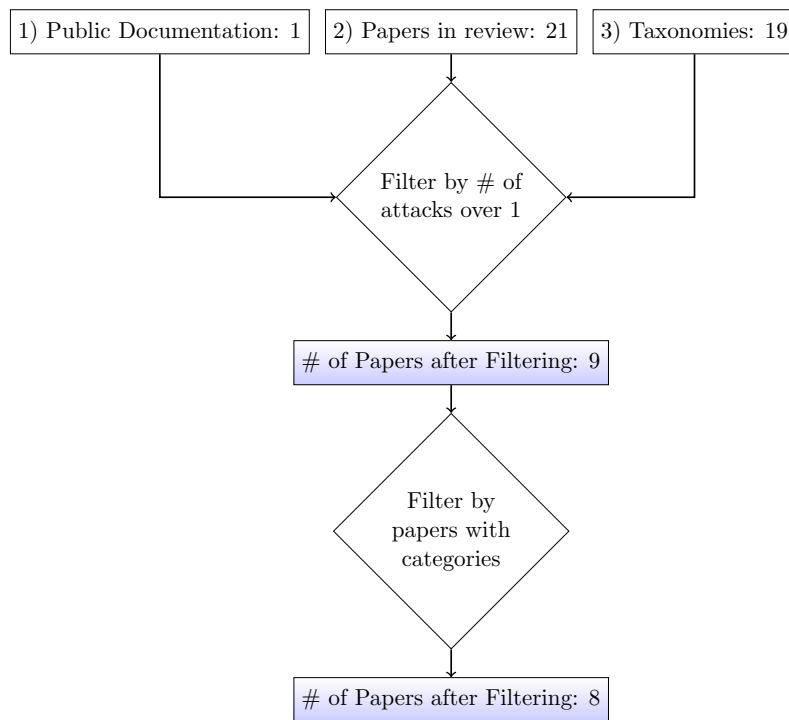 1) Public Documentation: 1
2) Papers in review: 21
3) Taxonomies: 19
Filter by # of
attacks over 1
# of Papers after Filtering: 9
Filter by
papers with
categories
# of Papers after Filtering: 8